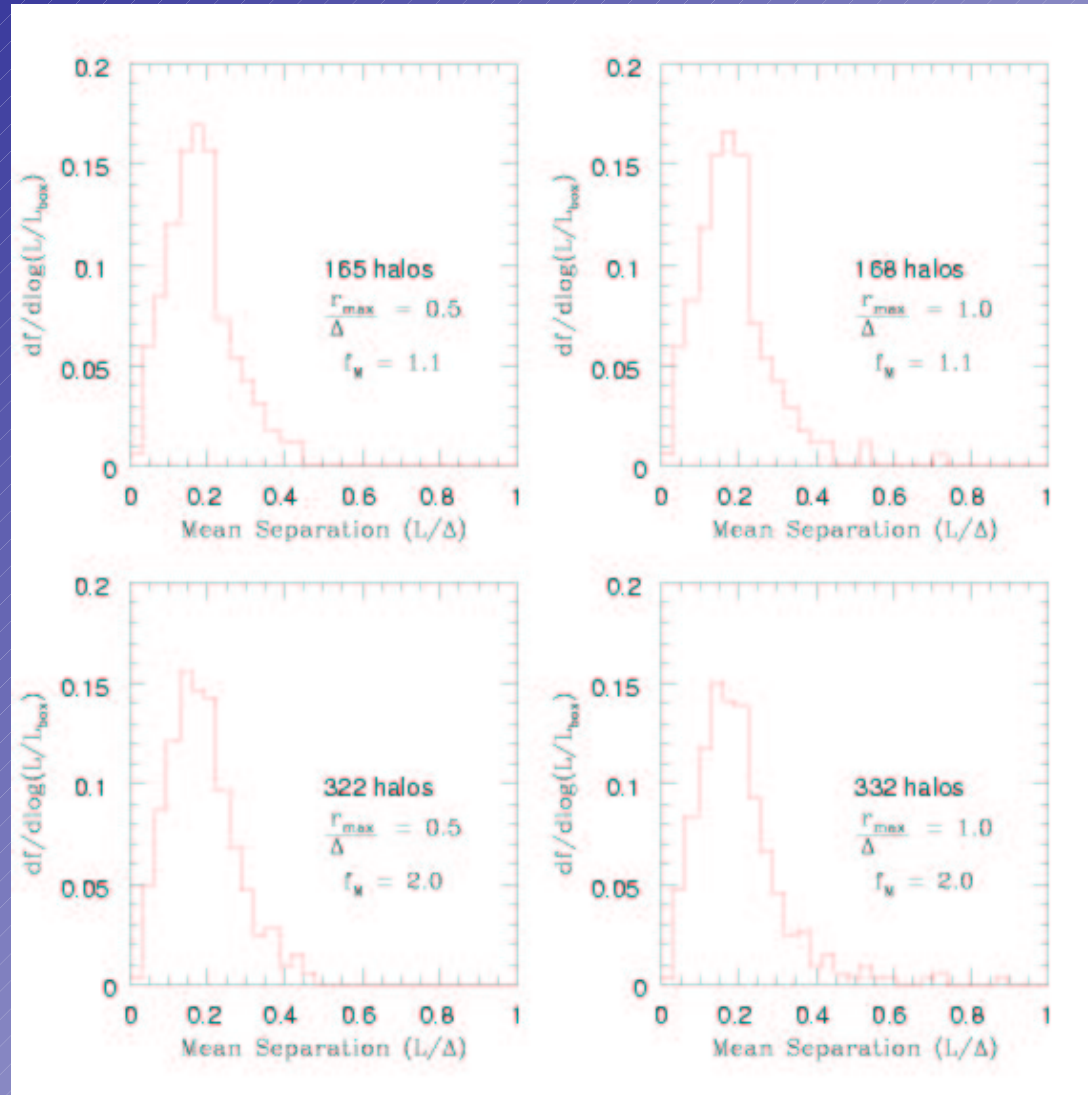 0.2
0.15
0.1
0.05
0
df/dlog(L/L_box)
165 halos
r_max/Δ = 0.5
f_M = 1.1
0 0.2 0.4 0.6 0.8 1
Mean Separation (L/Δ)
0.2
0.15
0.1
0.05
0
df/dlog(L/L_box)
168 halos
r_max/Δ = 1.0
f_M = 1.1
0 0.2 0.4 0.6 0.8 1
Mean Separation (L/Δ)
0.2
0.15
0.1
0.05
0
df/dlog(L/L_box)
322 halos
r_max/Δ = 0.5
f_M = 2.0
0 0.2 0.4 0.6 0.8 1
Mean Separation (L/Δ)
0.2
0.15
0.1
0.05
0
df/dlog(L/L_box)
332 halos
r_max/Δ = 1.0
f_M = 2.0
0 0.2 0.4 0.6 0.8 1
Mean Separation (L/Δ)